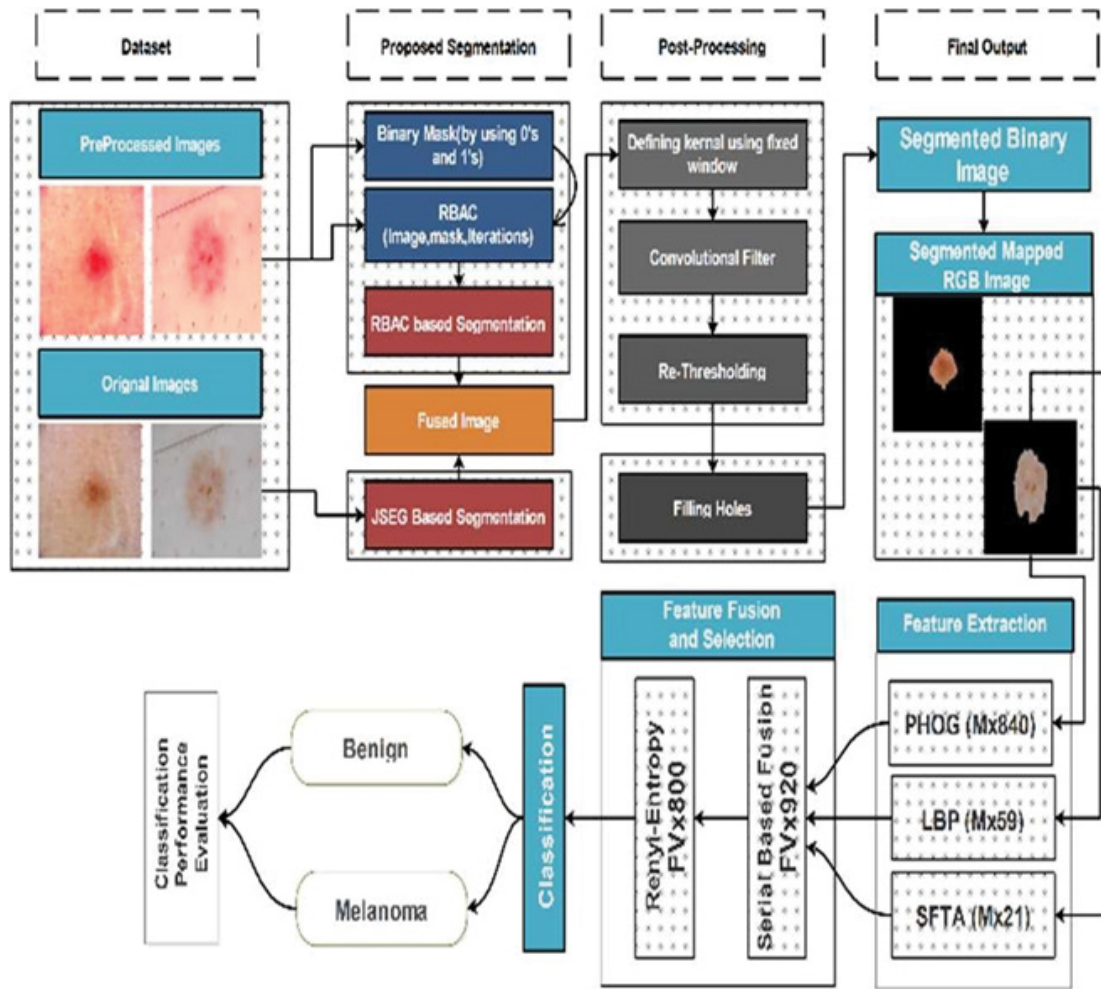 Dataset
Proposed Segmentation
Post-Processing
Final Output
PreProcessed Images
Orignal Images
Binary Mask(by using 0's
and 1's)
RBAC
(Image,mask,Iterations)
RBAC based Segmentation
Fused Image
JSEG Based Segmentation
Defining kernel using fixed
window
Convolutional Filter
Re-Thresholding
Filling Holes
Segmented Binary
Image
Segmented Mapped
RGB Image
Feature Extraction
PHOG (Mx840)
LBP (Mx59)
SFTA (Mx21)
Feature Fusion
and Selection
Serial Based Fusion
FVx920
Renyi-Entropy
FVx800
Classification
Benign
Melanoma
Classification
Performance
Evaluation